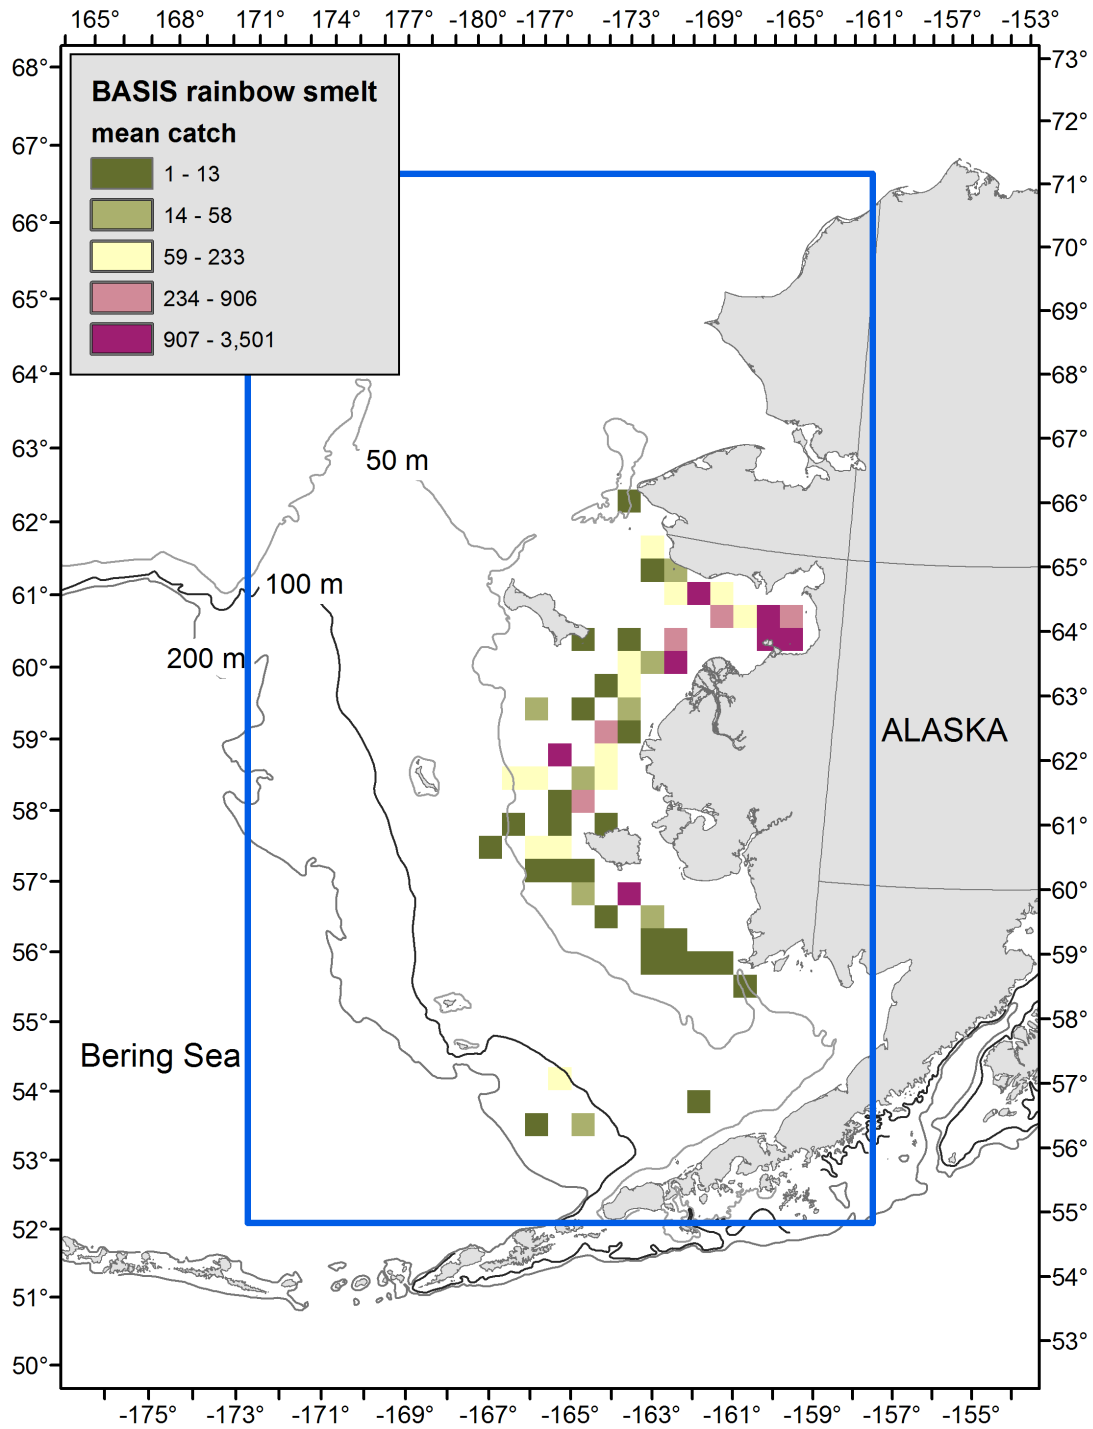 165° 168° 171° 174° 177° -180° -177° -173° -169° -165° -161° -157° -153°
BASIS rainbow smelt
mean catch
1 - 13
14 - 58
59 - 233
234 - 906
907 - 3,501
68°
67°
66°
65°
64°
63°
62°
61°
60°
59°
58°
57°
56°
55°
54°
53°
52°
51°
50°
50 m
100 m
200 m
ALASKA
Bering Sea
73°
72°
71°
70°
69°
68°
67°
66°
65°
64°
63°
62°
61°
60°
59°
58°
57°
56°
55°
54°
53°
-175° -173° -171° -169° -167° -165° -163° -161° -159° -157° -155°